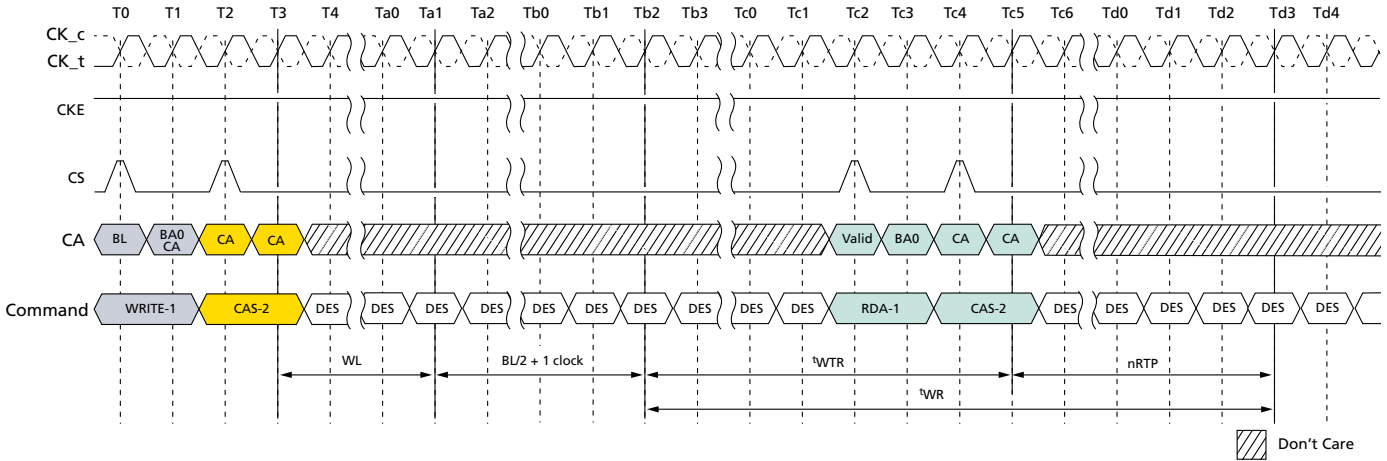 T0 T1 T2 T3 T4 Ta0 Ta1 Ta2 Tb0 Tb1 Tb2 Tb3 Tc0 Tc1 Tc2 Tc3 Tc4 Tc5 Tc6 Td0 Td1 Td2 Td3 Td4
CK_c
CK_t
CKE
CS
CA BL BA0 CA CA CA Valid BA0 CA CA
Command WRITE-1 CAS-2 DES DES DES DES DES DES DES DES DES DES RDA-1 CAS-2 DES DES DES DES DES DES
WL BL/2 + 1 clock tWTR nRTP
tWR
Don't Care